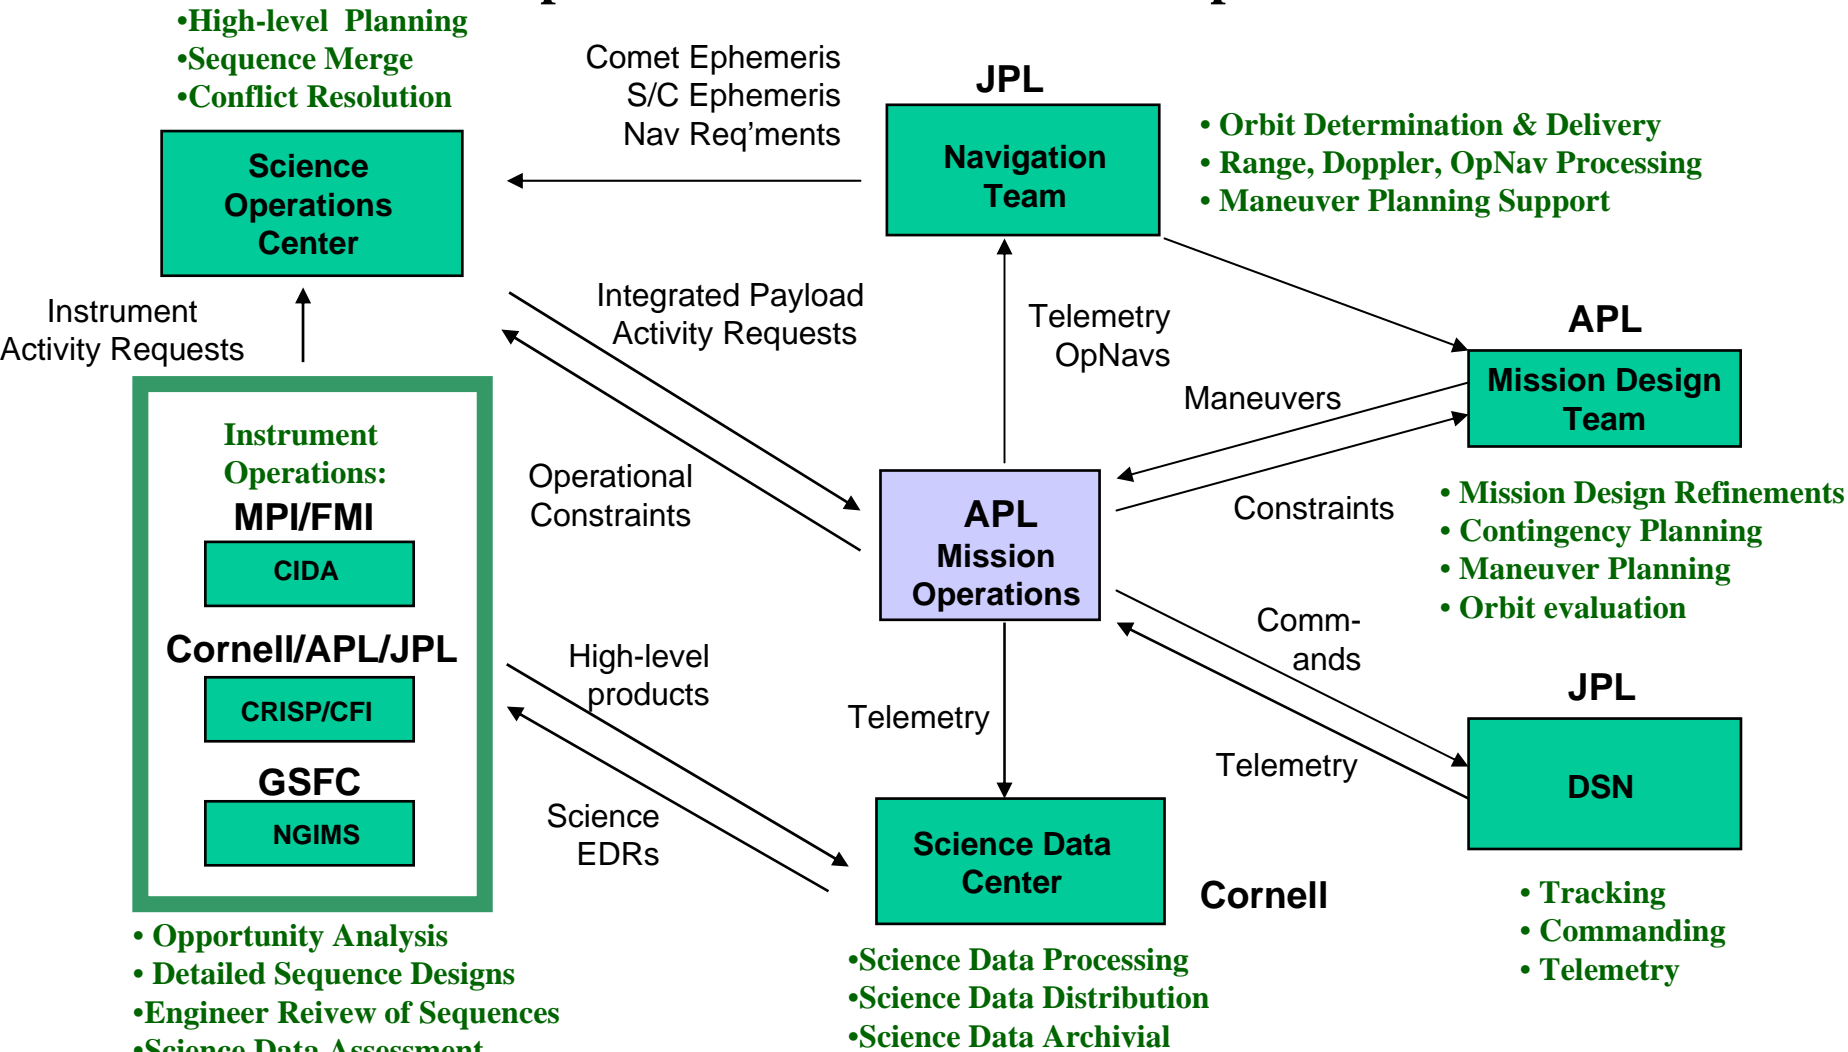 •High-level Planning
•Sequence Merge
•Conflict Resolution
Science
Operations
Center
Comet Ephemeris
S/C Ephemeris
Nav Req'ments
JPL
Navigation
Team
• Orbit Determination & Delivery
• Range, Doppler, OpNav Processing
• Maneuver Planning Support
Instrument
Activity Requests
Integrated Payload
Activity Requests
Telemetry
OpNavs
APL
Mission Design
Team
Maneuvers
Constraints
• Mission Design Refinements
• Contingency Planning
• Maneuver Planning
• Orbit evaluation
Operational
Constraints
APL
Mission
Operations
Instrument
Operations:
MPI/FMI
CIDA
Cornell/APL/JPL
CRISP/CFI
GSFC
NGIMS
High-level
products
Science
EDRs
Telemetry
Comm-
ands
Telemetry
JPL
DSN
• Tracking
• Commanding
• Telemetry
Science Data
Center
Cornell
• Opportunity Analysis
• Detailed Sequence Designs
•Engineer Reivew of Sequences
•Science Data Assessment
•Science Data Processing
•Science Data Distribution
•Science Data Archivial